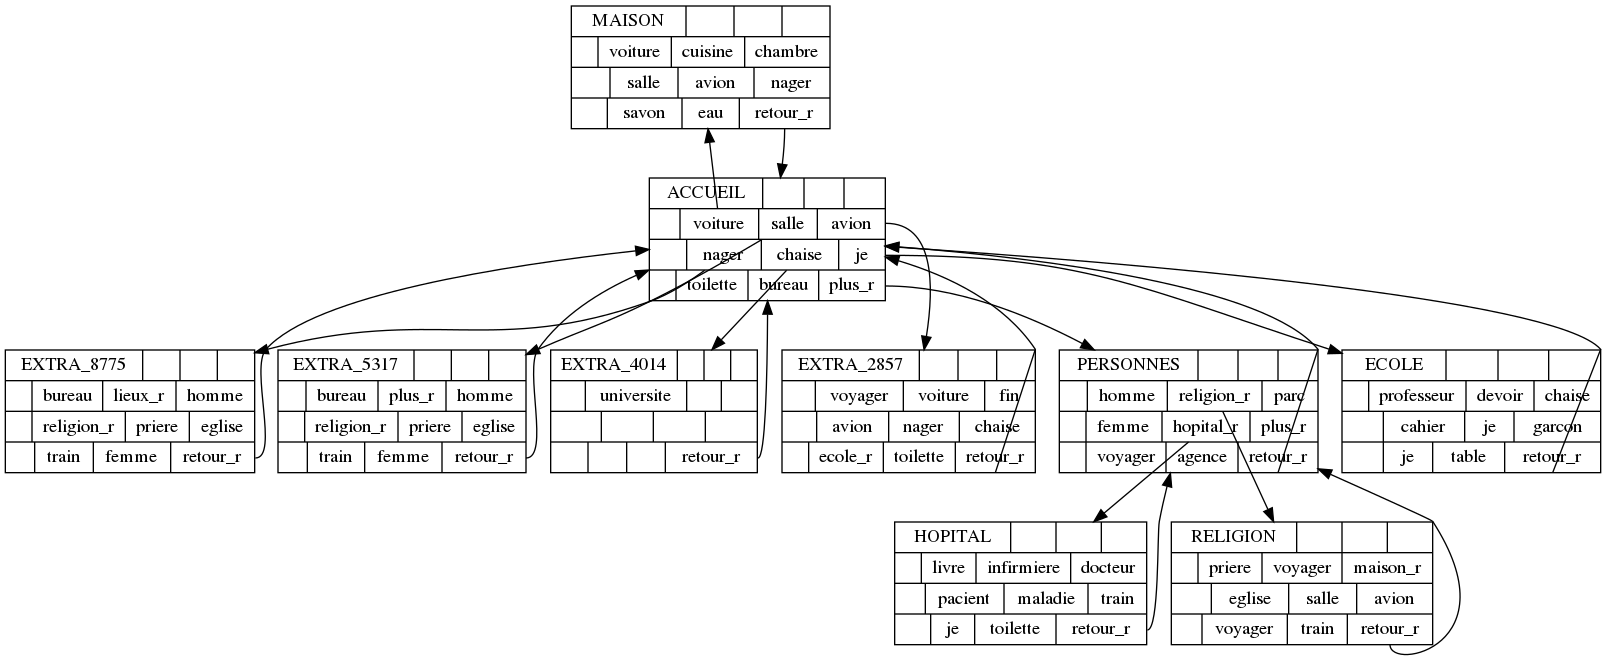 MAISON
voiture cuisine chambre
salle avion nager
savon eau retour_r
ACCUEIL
voiture salle avion
nager chaise je
toilette bureau plus_r
EXTRA_8775
bureau lieux_r homme
religion_r priere eglise
train femme retour_r
EXTRA_5317
bureau plus_r homme
religion_r priere eglise
train femme retour_r
EXTRA_4014
universite
retour_r
EXTRA_2857
voyager voiture fin
avion nager chaise
ecole_r toilette retour_r
PERSONNES
homme religion_r parc
femme hopital_r plus_r
voyager agence retour_r
ECOLE
professeur devoir chaise
cahier je garcon
je table retour_r
HOPITAL
livre infirmiere docteur
pacient maladie train
je toilette retour_r
RELIGION
priere voyager maison_r
eglise salle avion
voyager train retour_r